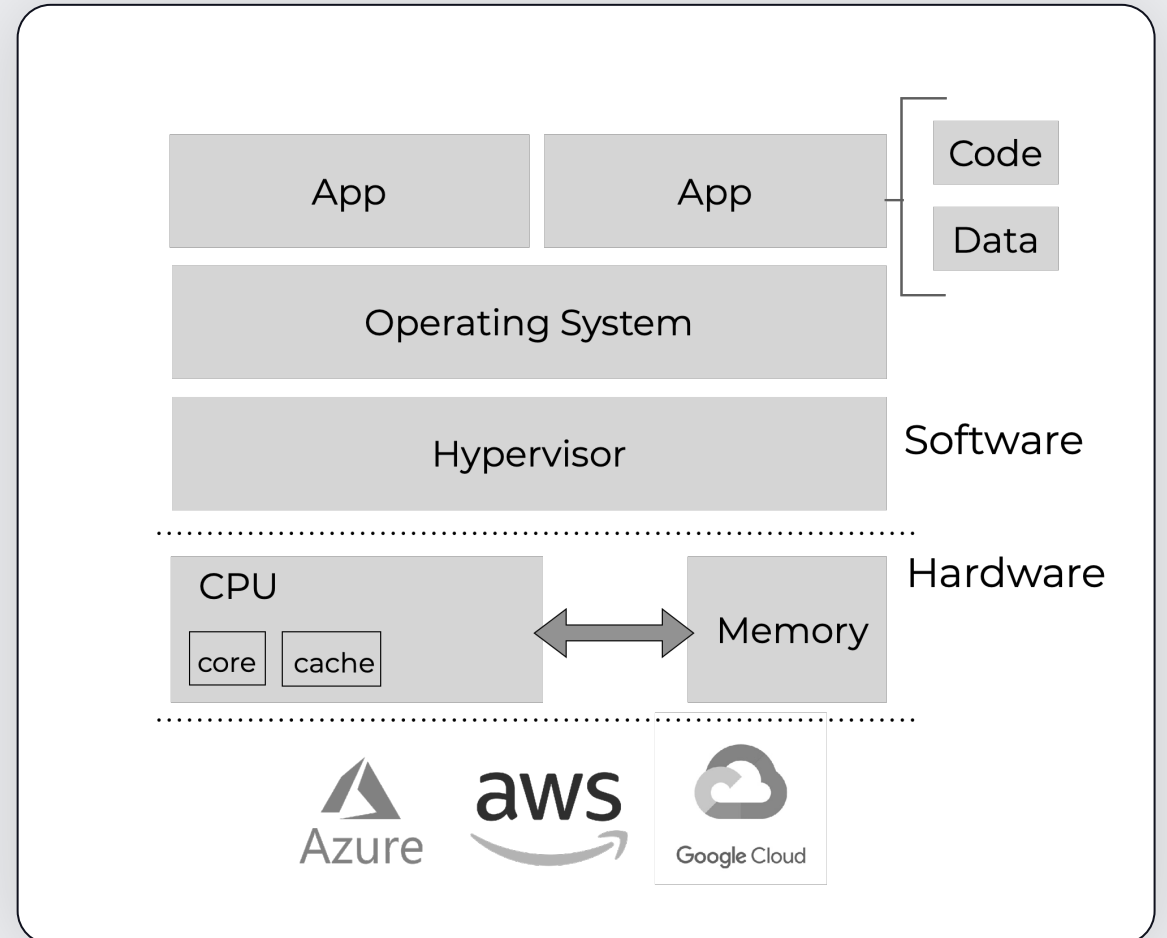 App
App
Code
Data
Operating System
Hypervisor
Software
Hardware
CPU
core
cache
Memory
Azure
aws
Google Cloud